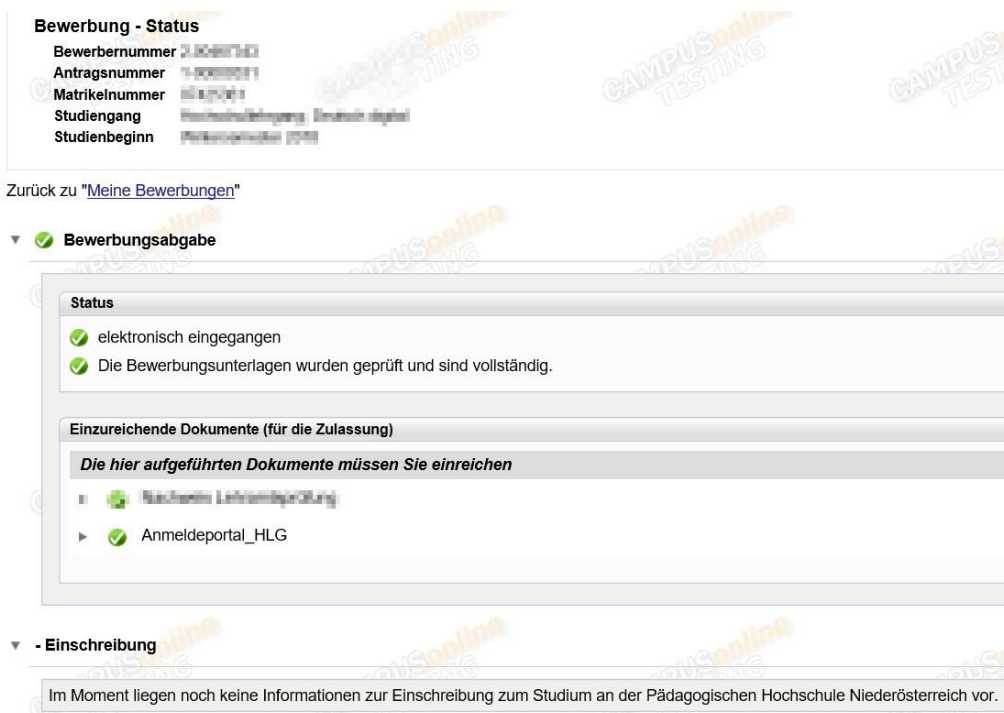 Bewerbung - Status
Bewerbernummer
Antragsnummer
Matrikelnummer
Studiengang
Studienbeginn
Zurück zu "Meine Bewerbungen"
Bewerbungsabgabe
Status
elektronisch eingegangen
Die Bewerbungsunterlagen wurden geprüft und sind vollständig.
Einzureichende Dokumente (für die Zulassung)
Die hier aufgeführten Dokumente müssen Sie einreichen
Anmeldeportal_HLG
- Einschreibung
Im Moment liegen noch keine Informationen zur Einschreibung zum Studium an der Pädagogischen Hochschule Niederösterreich vor.
CAMPUSonline
TESTING